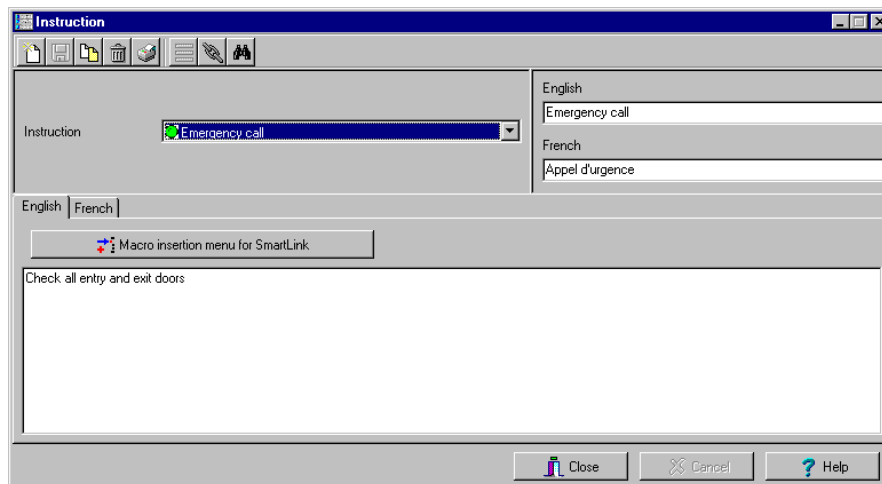 Instruction
English
Emergency call
Instruction
Emergency call
French
Appel d'urgence
English French
Macro insertion menu for SmartLink
Check all entry and exit doors
Close Cancel Help